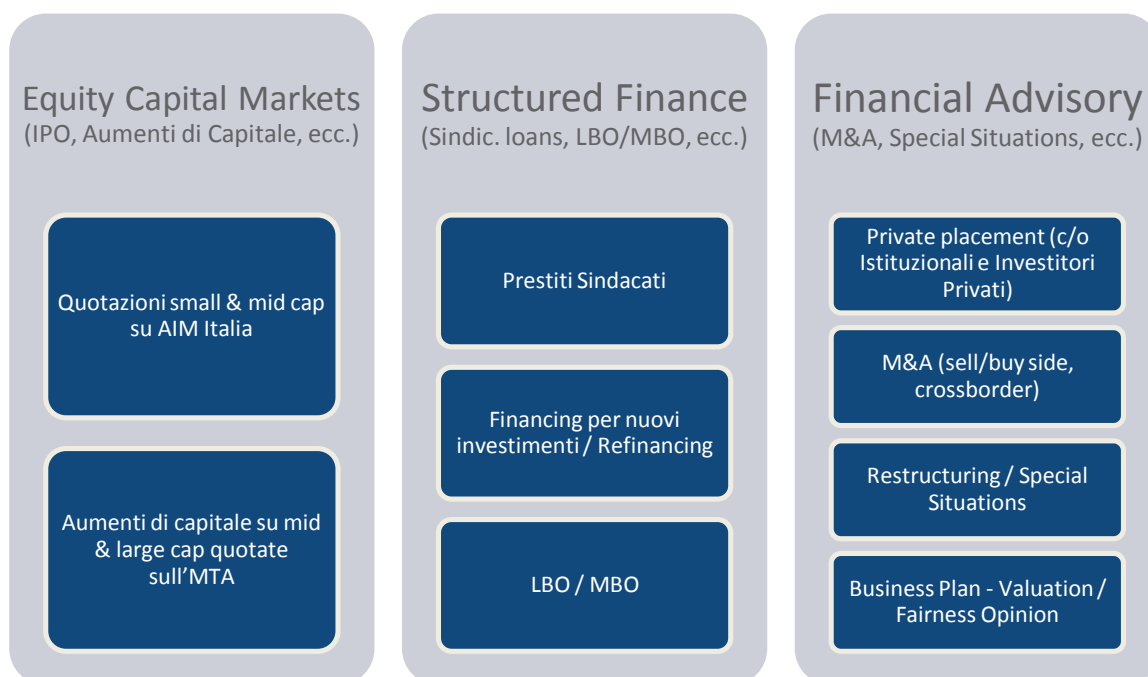 Equity Capital Markets
(IPO, Aumenti di Capitale, ecc.)
Quotazioni small & mid cap
su AIM Italia
Aumenti di capitale su mid
& large cap quotate
sull’MTA
Structured Finance
(Sindic. loans, LBO/MBO, ecc.)
Prestiti Sindacati
Financing per nuovi
investimenti / Refinancing
LBO / MBO
Financial Advisory
(M&A, Special Situations, ecc.)
Private placement (c/o
Istituzionali e Investitori
Privati)
M&A (sell/buy side,
crossborder)
Restructuring / Special
Situations
Business Plan - Valuation /
Fairness Opinion